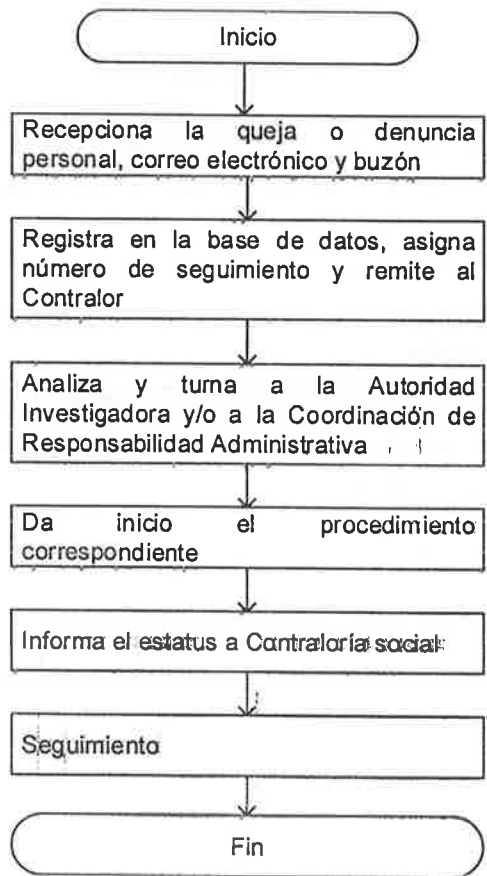 Inicio
Recepciona la queja o denuncia
personal, correo electrónico y buzón
Registra en la base de datos, asigna
número de seguimiento y remite al
Contralor
Analiza y turna a la Autoridad
Investigadora y/o a la Coordinación de
Responsabilidad Administrativa
Da inicio el procedimiento
correspondiente
Informa el estatus a Contraloría social
Seguimiento
Fin